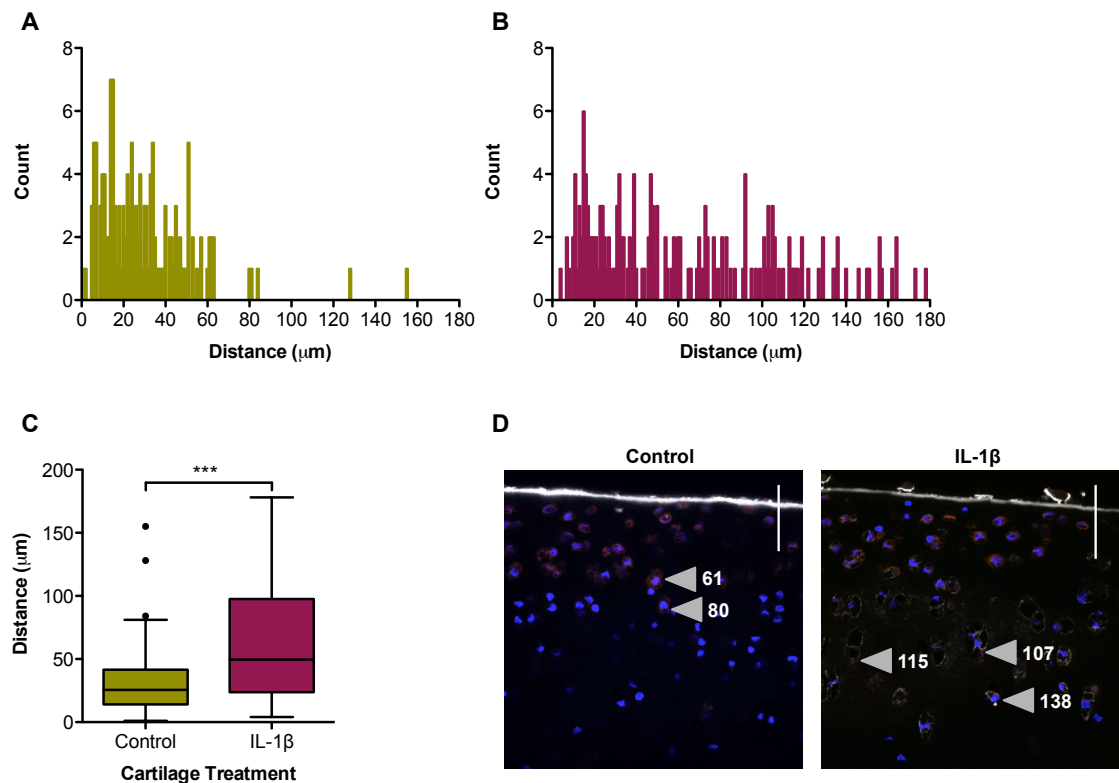 A
B
8
6
4
2
0
Count
0 20 40 60 80 100 120 140 160 180
Distance (μm)
8
6
4
2
0
Count
0 20 40 60 80 100 120 140 160 180
Distance (μm)
C
D
200
150
100
50
0
Distance (μm)
***
Control IL-1β
Cartilage Treatment
Control
61
80
IL-1β
115
107
138